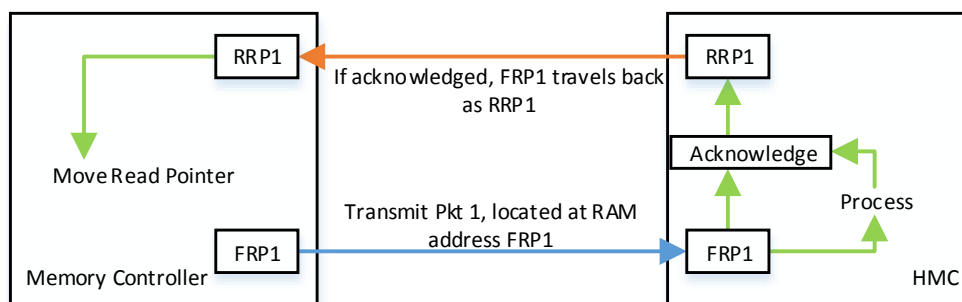 RRP1
If acknowledged, FRP1 travels back
as RRP1
RRP1
Acknowledge
Move Read Pointer
Process
Transmit Pkt 1, located at RAM
address FRP1
FRP1
FRP1
Memory Controller
HMC